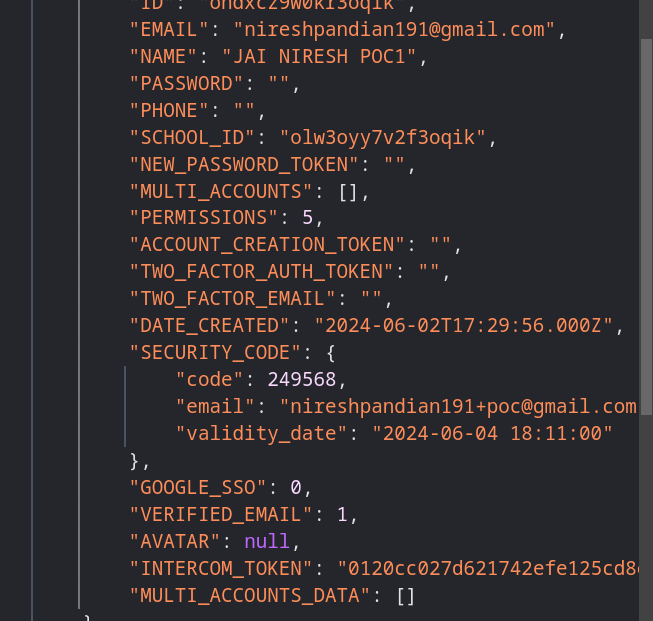 "ID": "ohdxcz9w0kr3oqik",
"EMAIL": "nireshpandian191@gmail.com",
"NAME": "JAI NIRESH POC1",
"PASSWORD": "",
"PHONE": "",
"SCHOOL_ID": "olw3oyy7v2f3oqik",
"NEW_PASSWORD_TOKEN": "",
"MULTI_ACCOUNTS": [],
"PERMISSIONS": 5,
"ACCOUNT_CREATION_TOKEN": "",
"TWO_FACTOR_AUTH_TOKEN": "",
"TWO_FACTOR_EMAIL": "",
"DATE_CREATED": "2024-06-02T17:29:56.000Z",
"SECURITY_CODE": {
"code": 249568,
"email": "nireshpandian191+poc@gmail.com
"validity_date": "2024-06-04 18:11:00"
},
"GOOGLE_SSO": 0,
"VERIFIED_EMAIL": 1,
"AVATAR": null,
"INTERCOM_TOKEN": "0120cc027d621742efe125cd8
"MULTI_ACCOUNTS_DATA": []